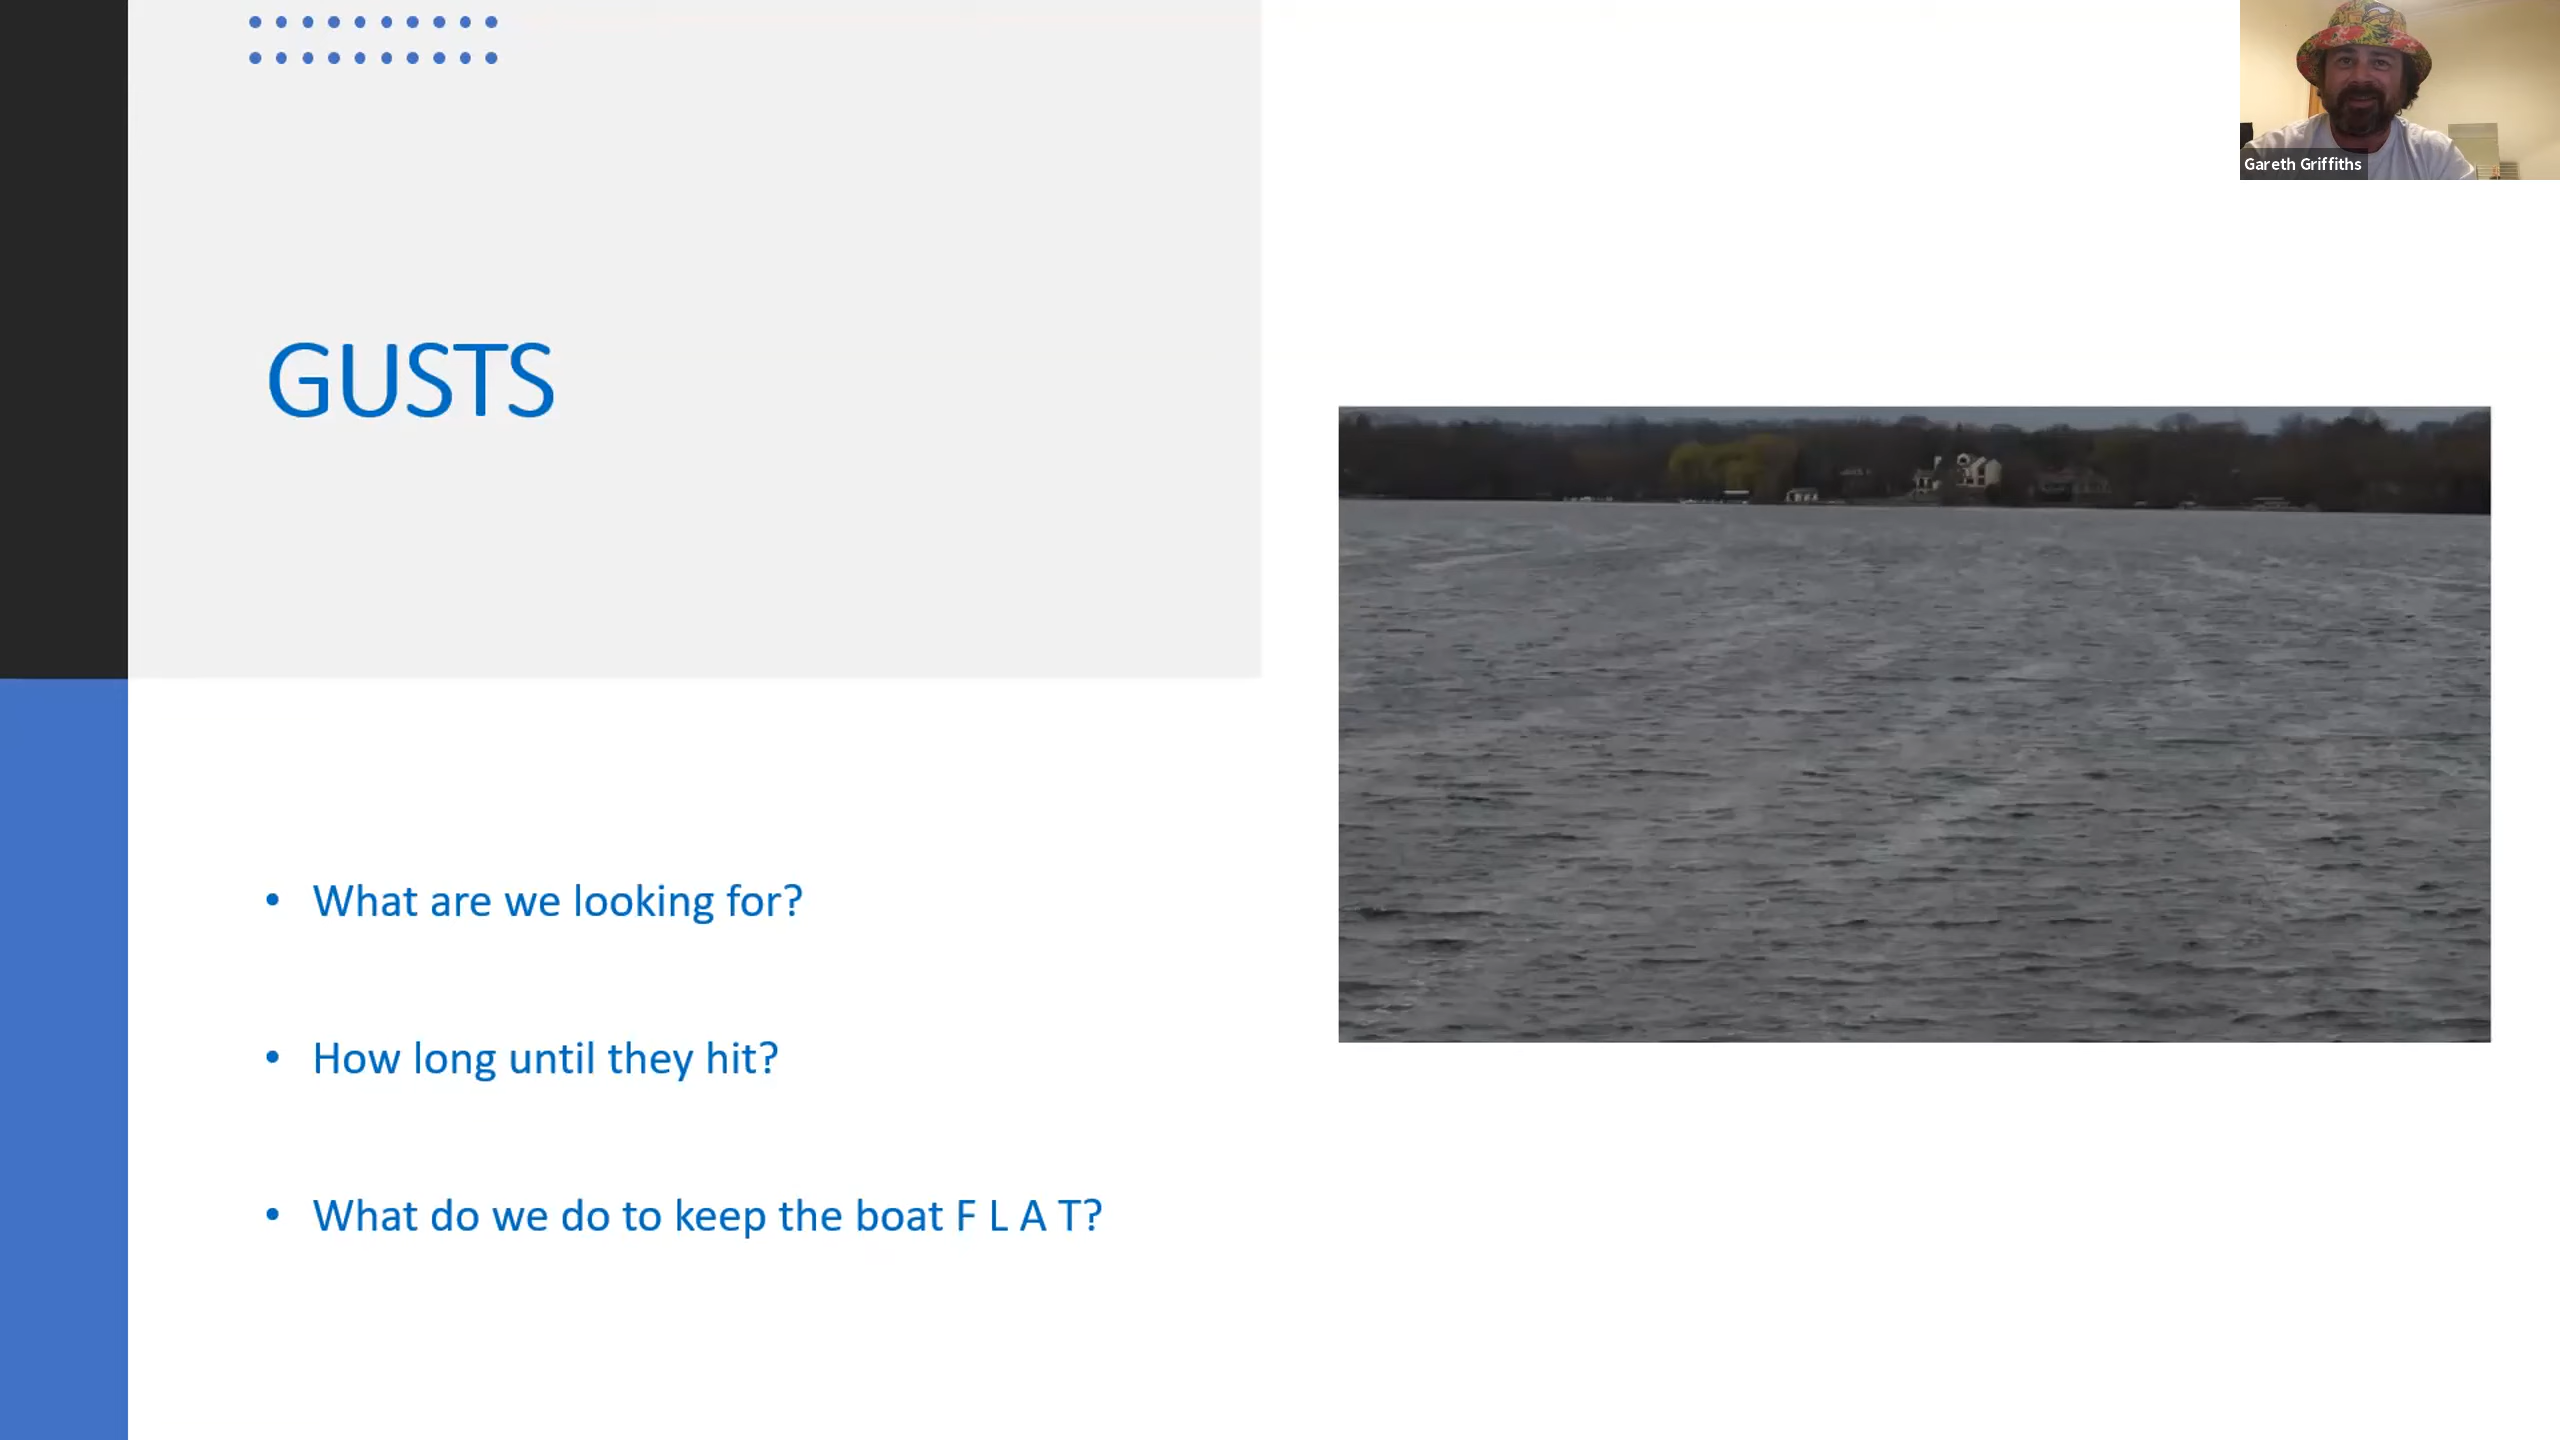 Gareth Griffiths
GUSTS
• What are we looking for?
• How long until they hit?
• What do we do to keep the boat F L A T?